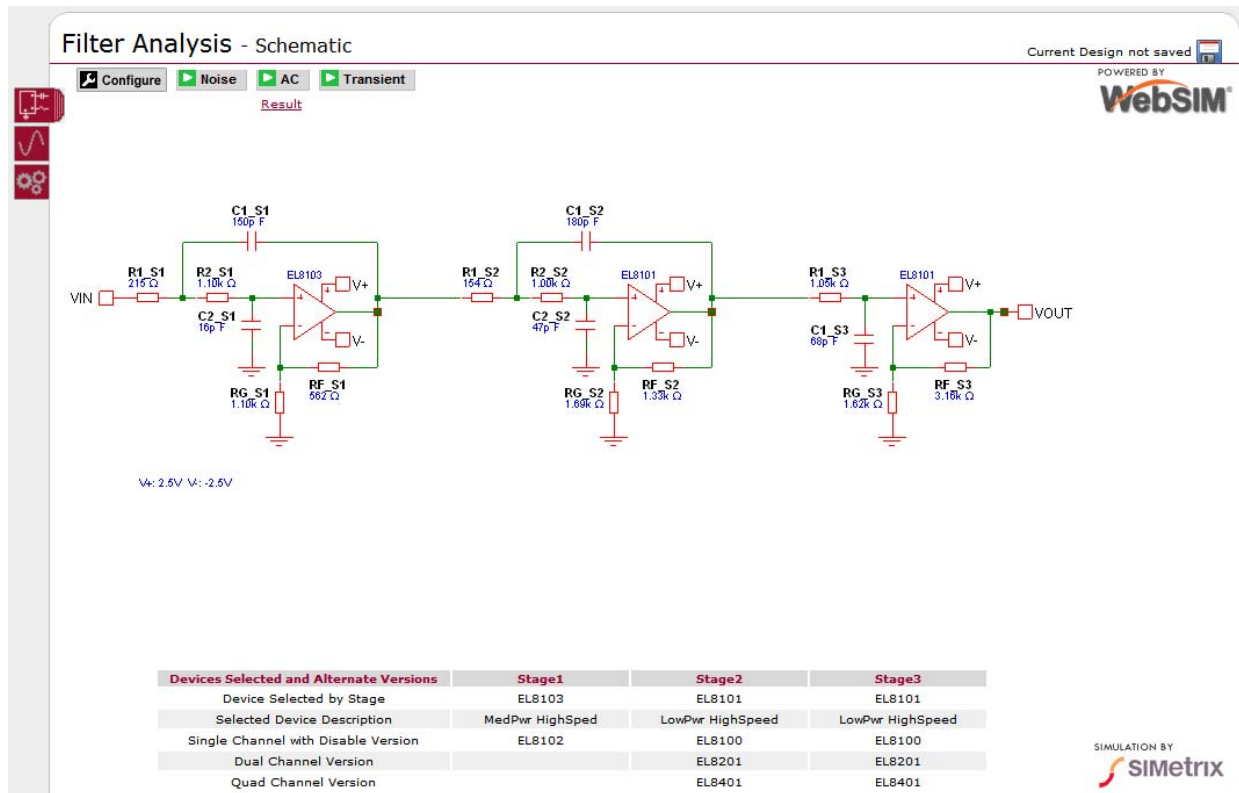 Filter Analysis - Schematic
Current Design not saved
Configure
Noise
AC
Transient
Result
POWERED BY
WebSIM
C1_S1
150p F
C1_S2
180p F
R1_S1
215 Ω
R2_S1
1.10k Ω
EL8103
V+
R1_S2
154 Ω
R2_S2
1.00k Ω
EL8101
V+
R1_S3
1.05k Ω
EL8101
V+
VIN
VOUT
C2_S1
16p F
V-
C2_S2
47p F
V-
C1_S3
68p F
V-
RG_S1
1.10k Ω
RF_S1
562 Ω
RG_S2
1.69k Ω
RF_S2
1.33k Ω
RG_S3
1.62k Ω
RF_S3
3.16k Ω
V+: 2.5V V-: -2.5V
Devices Selected and Alternate Versions Stage1 Stage2 Stage3
Device Selected by Stage EL8103 EL8101 EL8101
Selected Device Description MedPwr HighSped LowPwr HighSpeed LowPwr HighSpeed
Single Channel with Disable Version EL8102 EL8100 EL8100
Dual Channel Version EL8201 EL8201
Quad Channel Version EL8401 EL8401
SIMULATION BY
SIMetrix